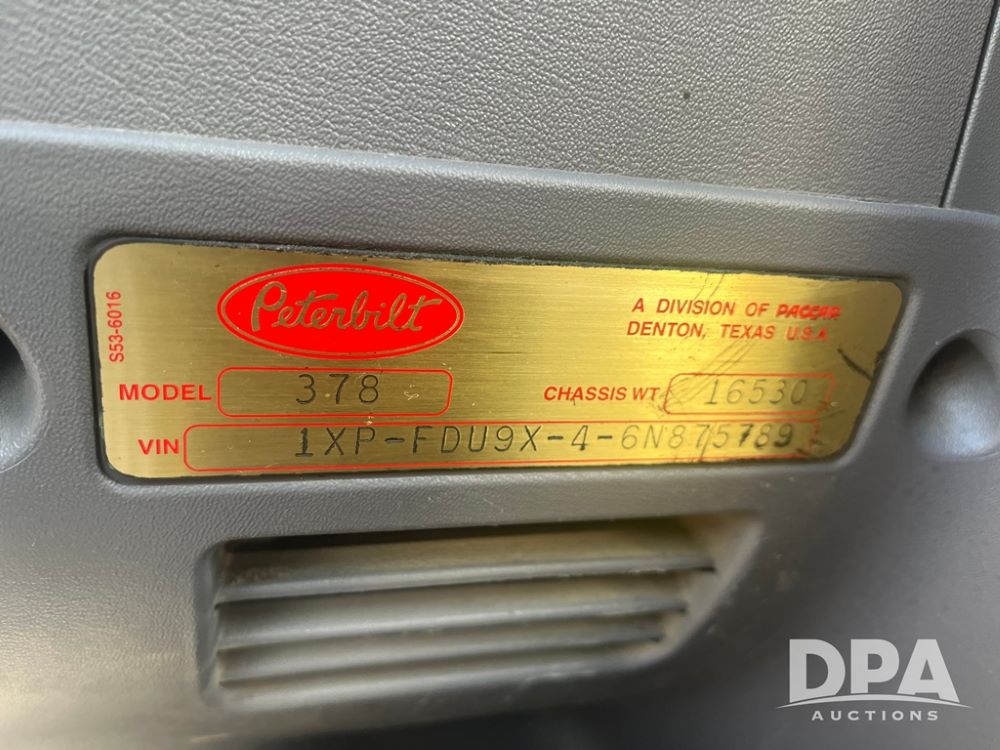 S53-6016
Peterbilt
A DIVISION OF PACCAR
DENTON, TEXAS U.S.A.
MODEL 378 CHASSIS WT. 16530
VIN 1XP-FDU9X-4-6N875789
DPA
AUCTIONS